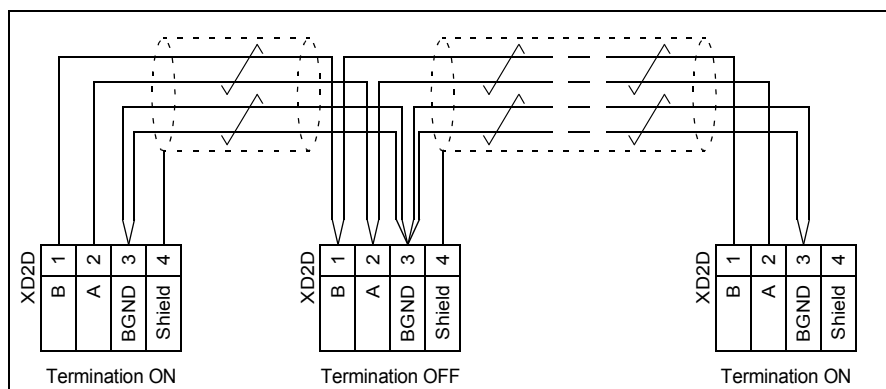 XD2D
1 2 3 4
B A BGND Shield
Termination ON
XD2D
1 2 3 4
B A BGND Shield
Termination OFF
XD2D
1 2 3 4
B A BGND Shield
Termination ON